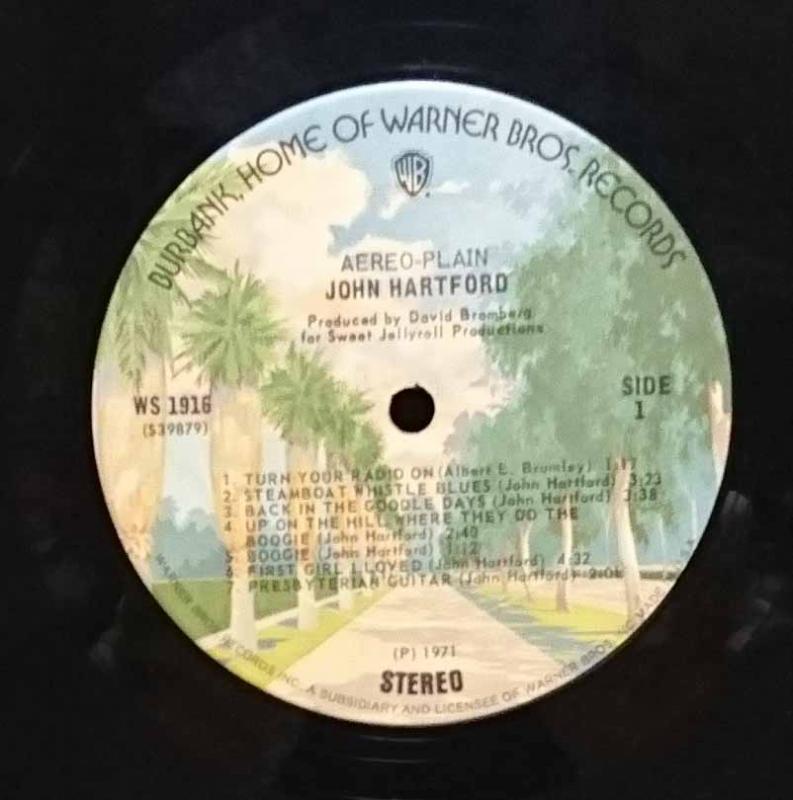 BURBANK, HOME OF WARNER BROS. RECORDS
WB
AEREO-PLAIN
JOHN HARTFORD
Produced by David Bromberg
for Sweet Jellyroll Productions
WS 1916
(S39879)
SIDE
1
1. TURN YOUR RADIO ON (Albert E. Brumley) 1:17
2. STEAMBOAT WHISTLE BLUES (John Hartford) 3:23
3. BACK IN THE GOODLE DAYS (John Hartford) 3:38
4. UP ON THE HILL WHERE THEY DO THE
BOOGIE (John Hartford) 2:40
5. BOOGIE (John Hartford) 1:12
6. FIRST GIRL I LOVED (John Hartford) 4:32
7. PRESBYTERIAN GUITAR (John Hartford) 2:01
(P) 1971
STEREO
WARNER BROS. RECORDS INC. A SUBSIDIARY AND LICENSEE OF WARNER BROS. INC. MADE